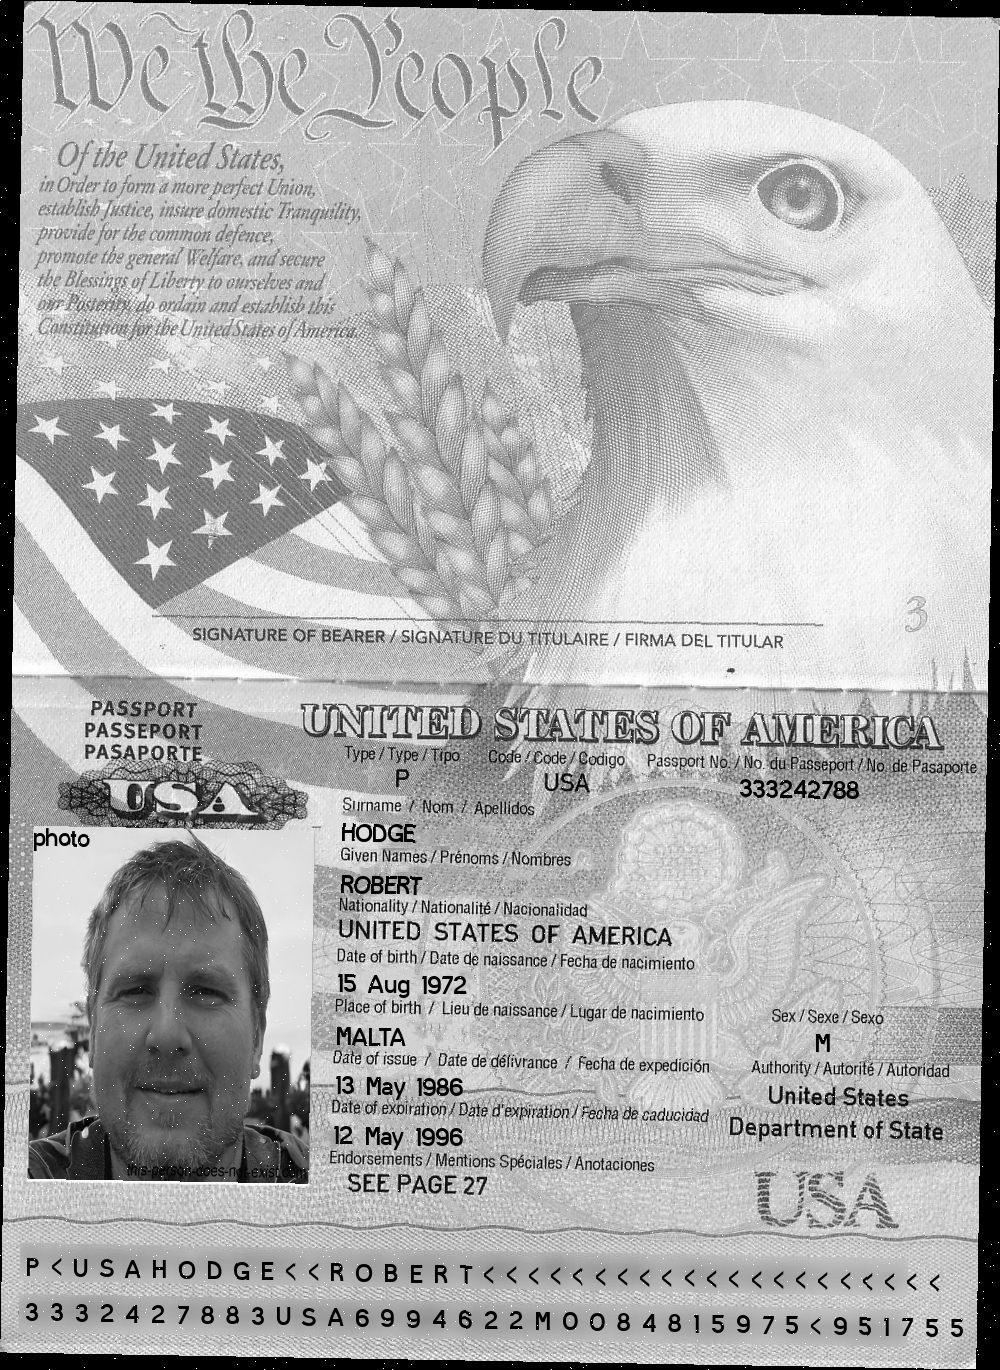 We the People
Of the United States,
in Order to form a more perfect Union,
establish Justice, insure domestic Tranquility,
provide for the common defence,
promote the general Welfare, and secure
the Blessings of Liberty to ourselves and
our Posterity, do ordain and establish this
Constitution for the United States of America.
3
SIGNATURE OF BEARER / SIGNATURE DU TITULAIRE / FIRMA DEL TITULAR
PASSPORT
PASSEPORT
PASAPORTE
USA
UNITED STATES OF AMERICA
Type / Type / Tipo Code / Code / Codigo Passport No. / No. du Passeport / No. de Pasaporte
P USA 333242788
Surname / Nom / Apellidos
HODGE
Given Names / Prénoms / Nombres
ROBERT
Nationality / Nationalité / Nacionalidad
UNITED STATES OF AMERICA
Date of birth / Date de naissance / Fecha de nacimiento
15 Aug 1972
Place of birth / Lieu de naissance / Lugar de nacimiento
MALTA
Date of issue / Date de délivrance / Fecha de expedición
13 May 1986
Date of expiration / Date d'expiration / Fecha de caducidad
12 May 1996
Endorsements / Mentions Spéciales / Anotaciones
SEE PAGE 27
Sex / Sexe / Sexo
M
Authority / Autorité / Autoridad
United States
Department of State
USA
photo
this-person-does-not-exist.com
P<USAHODGE<<ROBERT<<<<<<<<<<<<<<<<<<<<<
3332427883USA6994622M0084815975<951755